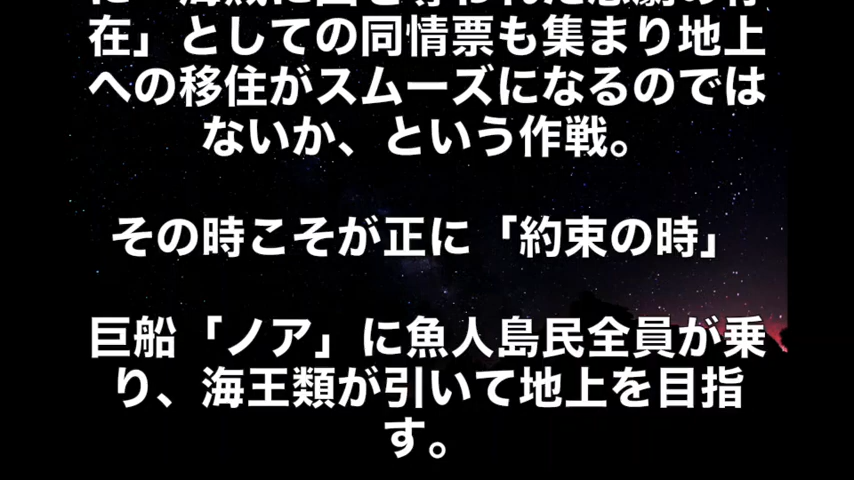 在」としての同情票も集まり地上
への移住がスムーズになるのでは
ないか、という作戦。
その時こそが正に「約束の時」
巨船「ノア」に魚人島民全員が乗
り、海王類が引いて地上を目指
す。